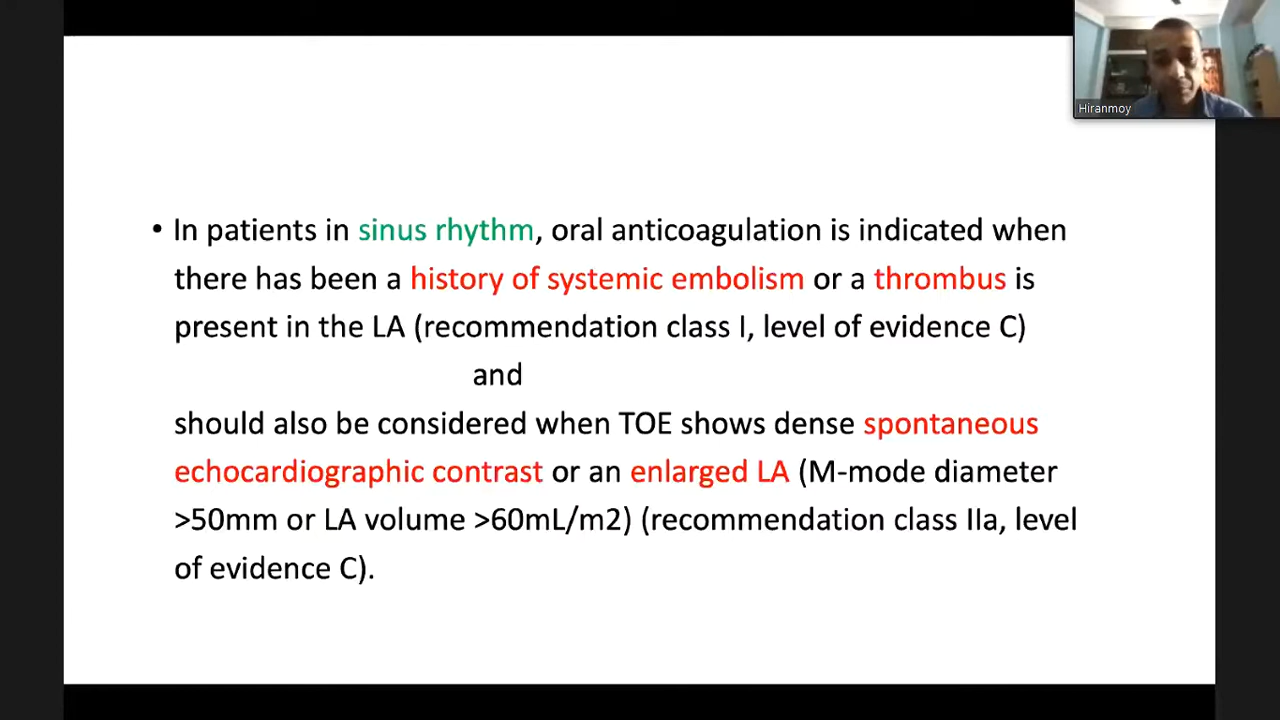 Hiranmoy
• In patients in sinus rhythm, oral anticoagulation is indicated when
there has been a history of systemic embolism or a thrombus is
present in the LA (recommendation class I, level of evidence C)
and
should also be considered when TOE shows dense spontaneous
echocardiographic contrast or an enlarged LA (M-mode diameter
>50mm or LA volume >60mL/m2) (recommendation class IIa, level
of evidence C).